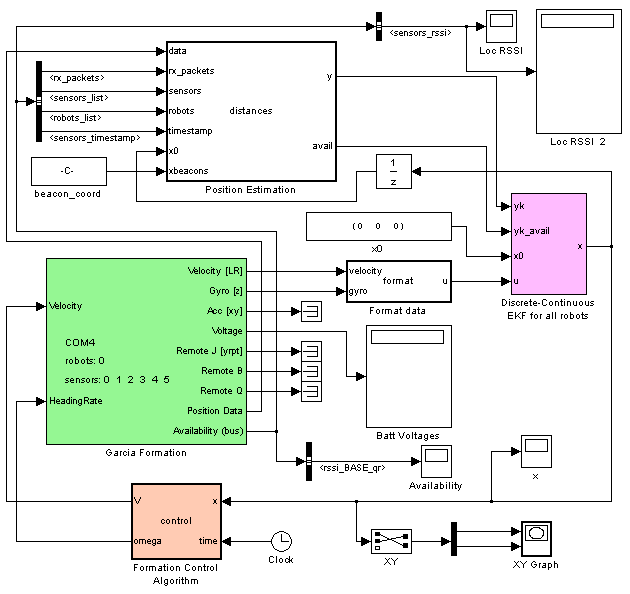 <sensors_rssi>
Loc RSSI
Loc RSSI 2
<rx_packets>
<sensors_list>
<robots_list>
<sensors_timestamp>
data
rx_packets
sensors
robots
timestamp
x0
xbeacons
distances
y
avail
Position Estimation
-C-
beacon_coord
1
z
(0 0 0)
x0
yk
yk_avail
x0
u
x
Discrete-Continuous
EKF for all robots
velocity
gyro
format
u
Format data
Velocity
HeadingRate
COM4
robots: 0
sensors: 0 1 2 3 4 5
Velocity [LR]
Gyro [z]
Acc [xy]
Voltage
Remote J [yrpt]
Remote B
Remote Q
Position Data
Availability (bus)
Garcia Formation
Batt Voltages
<rssi_BASE_qr>
Availability
x
V
omega
control
x
time
Formation Control
Algorithm
Clock
XY
XY Graph